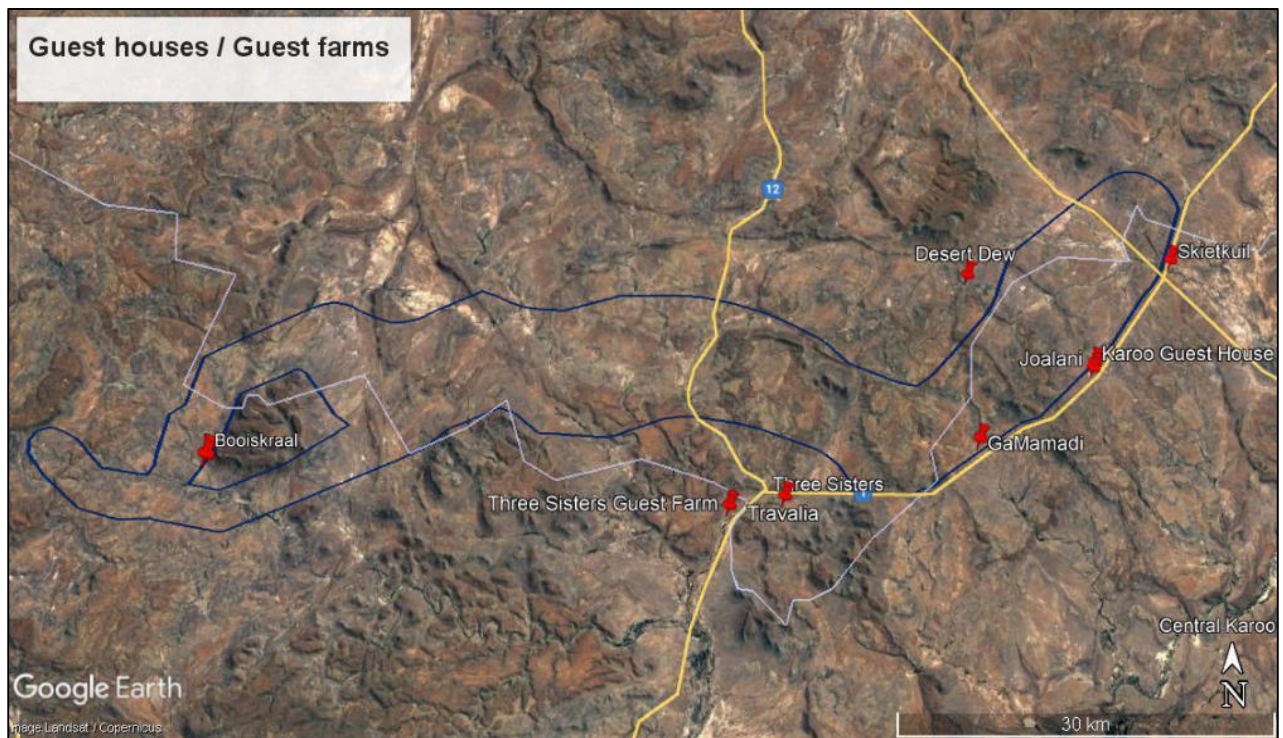 Guest houses / Guest farms
12
Desert Dew
Skietkuil
Joalani
Karoo Guest House
Booiskraal
GaMamadi
Three Sisters
Three Sisters Guest Farm
1
Travalia
Central Karoo
N
Google Earth
Image Landsat / Copernicus
30 km